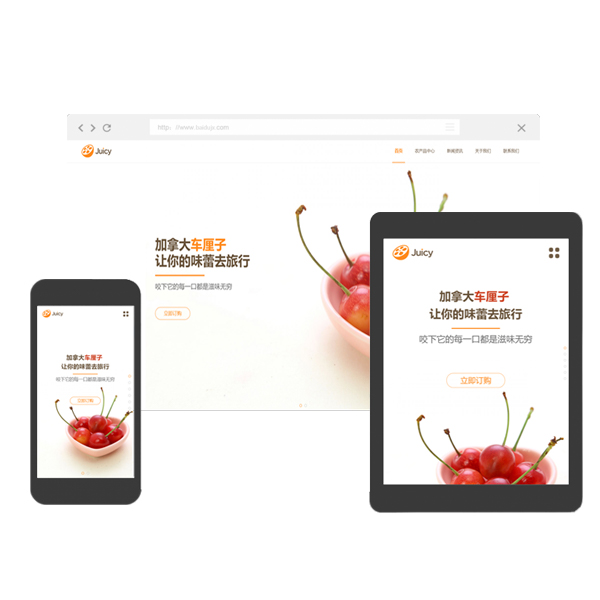 Juicy
首页 农产品中心 新闻资讯 关于我们 联系我们
加拿大车厘子
让你的味蕾去旅行
咬下它的每一口都是滋味无穷
立即订购
Juicy
加拿大车厘子
让你的味蕾去旅行
咬下它的每一口都是滋味无穷
立即订购
Juicy
加拿大车厘子
让你的味蕾去旅行
咬下它的每一口都是滋味无穷
立即订购